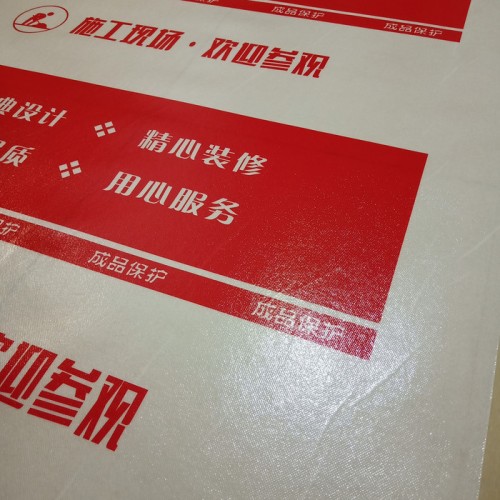 成品保护 成品保护
施工现场·欢迎参观
典设计 精心装修
质 用心服务
成品保护 成品保护
迎参观